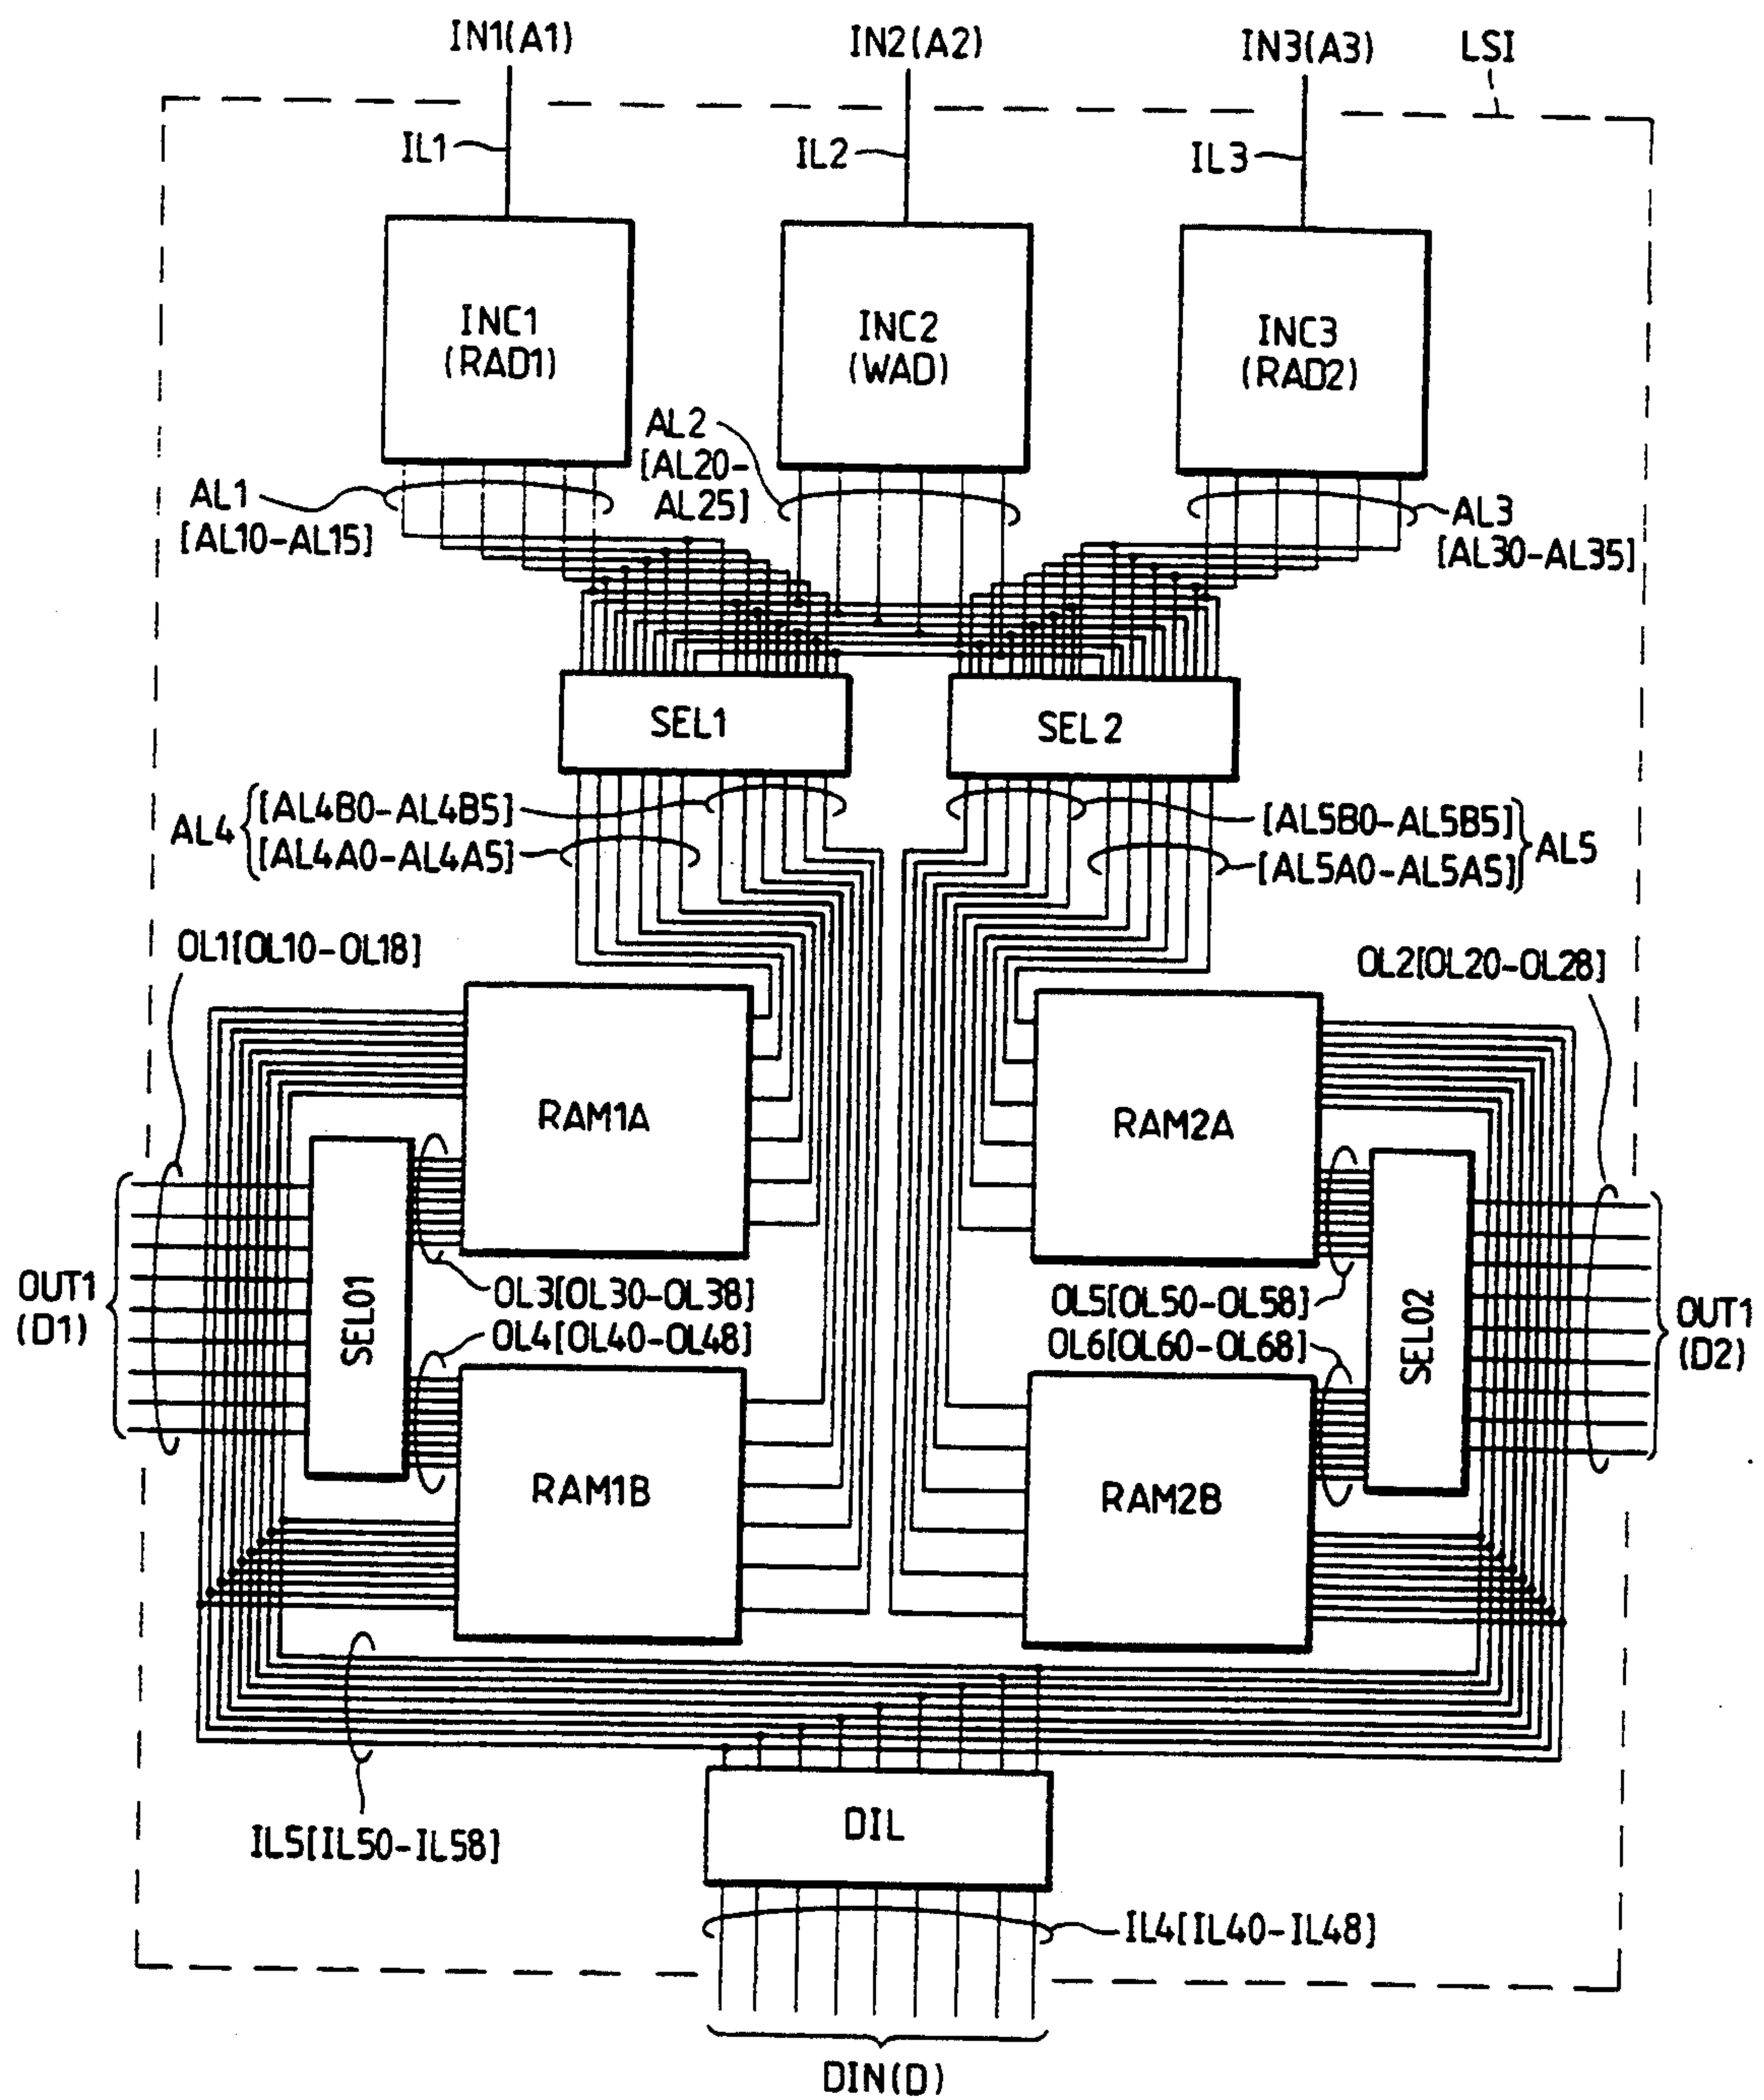 IN1(A1)
IN2(A2)
IN3(A3)
LSI
IL1
IL2
IL3
INC1
(RAD1)
INC2
(WAD)
INC3
(RAD2)
AL1
[AL10-AL15]
AL2
[AL20-
AL25]
AL3
[AL30-AL35]
SEL1
SEL2
AL4
[AL4B0-AL4B5]
[AL4A0-AL4A5]
[AL5B0-AL5B5]
[AL5A0-AL5A5]
AL5
OL1[OL10-OL18]
OL2[OL20-OL28]
RAM1A
RAM2A
OUT1
(D1)
SEL01
OL3[OL30-OL38]
OL4[OL40-OL48]
OL5[OL50-OL58]
OL6[OL60-OL68]
SEL02
OUT1
(D2)
RAM1B
RAM2B
IL5[IL50-IL58]
DIL
IL4[IL40-IL48]
DIN(D)